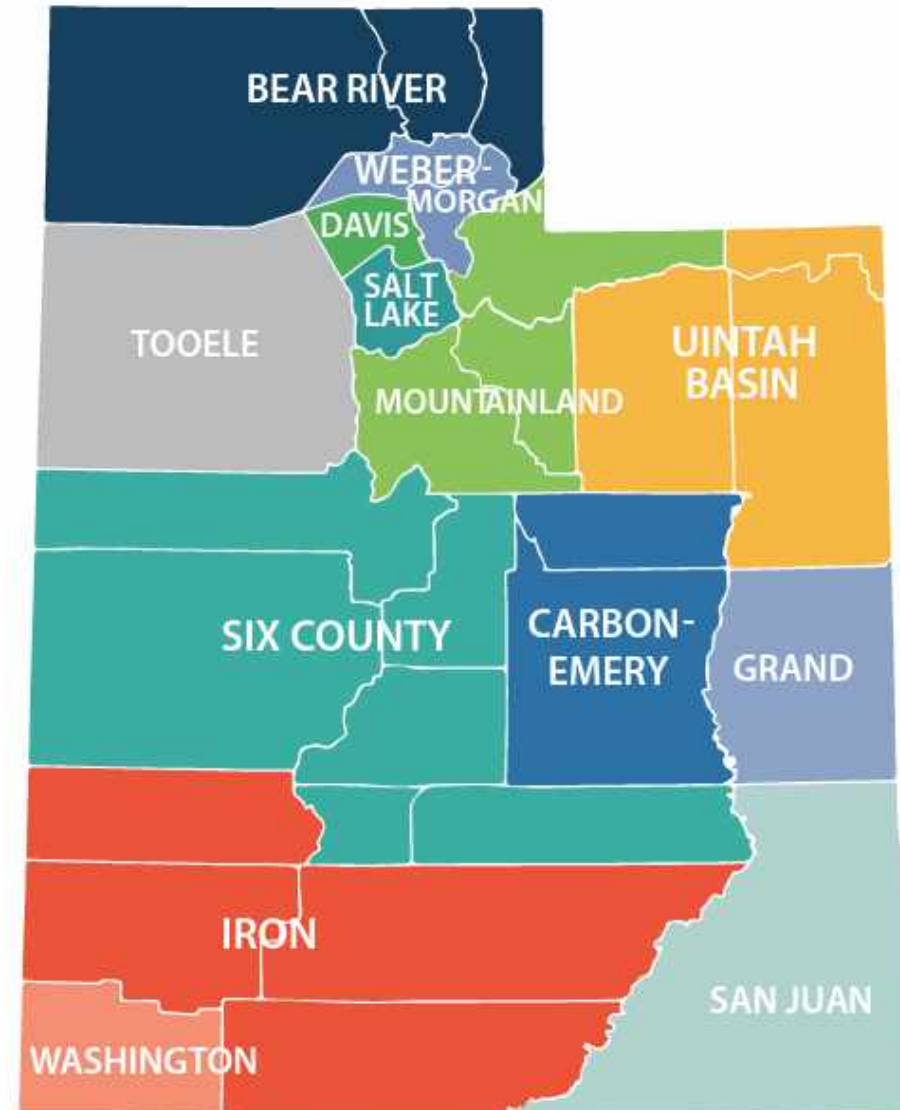 BEAR RIVER
WEBER-
MORGAN
DAVIS
SALT
LAKE
TOOELE
UINTAH
BASIN
MOUNTAINLAND
SIX COUNTY
CARBON-
EMERY
GRAND
IRON
SAN JUAN
WASHINGTON